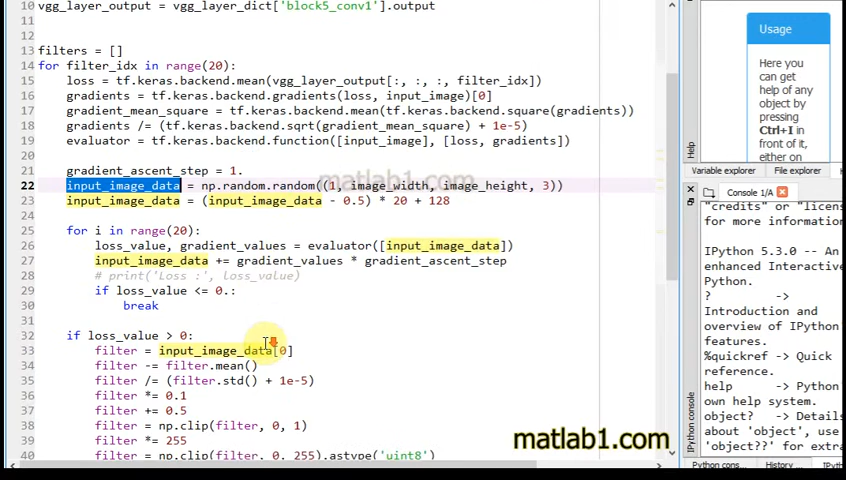 10 vgg_layer_output = vgg_layer_dict['block5_conv1'].output
11
12
13 filters = []
14 for filter_idx in range(20):
15 loss = tf.keras.backend.mean(vgg_layer_output[:, :, :, filter_idx])
16 gradients = tf.keras.backend.gradients(loss, input_image)[0]
17 gradient_mean_square = tf.keras.backend.mean(tf.keras.backend.square(gradients))
18 gradients /= (tf.keras.backend.sqrt(gradient_mean_square) + 1e-5)
19 evaluator = tf.keras.backend.function([input_image], [loss, gradients])
20
21 gradient_ascent_step = 1.
22 input_image_data = np.random.random((1, image_width, image_height, 3))
23 input_image_data = (input_image_data - 0.5) * 20 + 128
24
25 for i in range(20):
26 loss_value, gradient_values = evaluator([input_image_data])
27 input_image_data += gradient_values * gradient_ascent_step
28 # print('Loss :', loss_value)
29 if loss_value <= 0.:
30 break
31
32 if loss_value > 0:
33 filter = input_image_data[0]
34 filter -= filter.mean()
35 filter /= (filter.std() + 1e-5)
36 filter *= 0.1
37 filter += 0.5
38 filter = np.clip(filter, 0, 1)
39 filter *= 255
40 filter = np.clip(filter, 0, 255).astype('uint8')
matlab1.com
matlab1.com
Usage
Here you
can get
help of any
object by
pressing
Ctrl+I in
front of it,
either on
Help
Variable explorer
File explorer
Console 1/A
"credits" or "licens
for more information
IPython 5.3.0 -- An
enhanced Interactive
Python.
? ->
Introduction and
overview of IPython'
features.
%quickref -> Quick
reference.
help -> Python'
own help system.
object? -> Details
about 'object', use
'object??' for extra
IPython console
Python cons...
History ...
IPyth